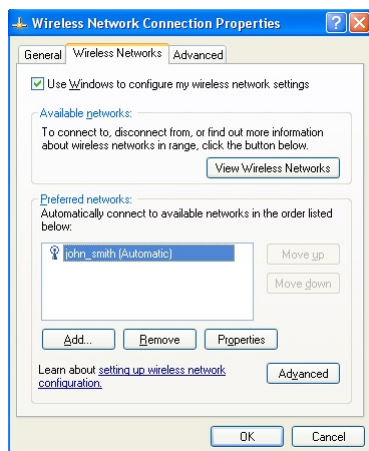 Wireless Network Connection Properties
General Wireless Networks Advanced
Use Windows to configure my wireless network settings
Available networks:
To connect to, disconnect from, or find out more information
about wireless networks in range, click the button below.
View Wireless Networks
Preferred networks:
Automatically connect to available networks in the order listed
below:
john_smith (Automatic)
Move up
Move down
Add... Remove Properties
Learn about setting up wireless network
configuration.
Advanced
OK Cancel